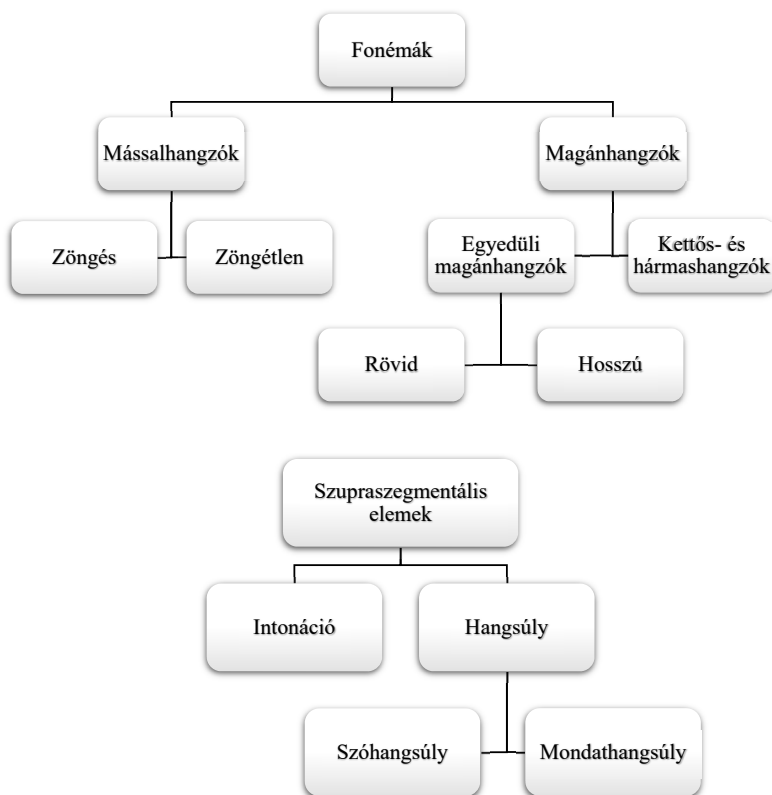 Fonémák
Mássalhangzók
Magánhangzók
Zöngés
Zöngétlen
Egyedüli
magánhangzók
Kettős- és
hármashangzók
Rövid
Hosszú
Szupraszegmentális
elemek
Intonáció
Hangsúly
Szóhangsúly
Mondathangsúly